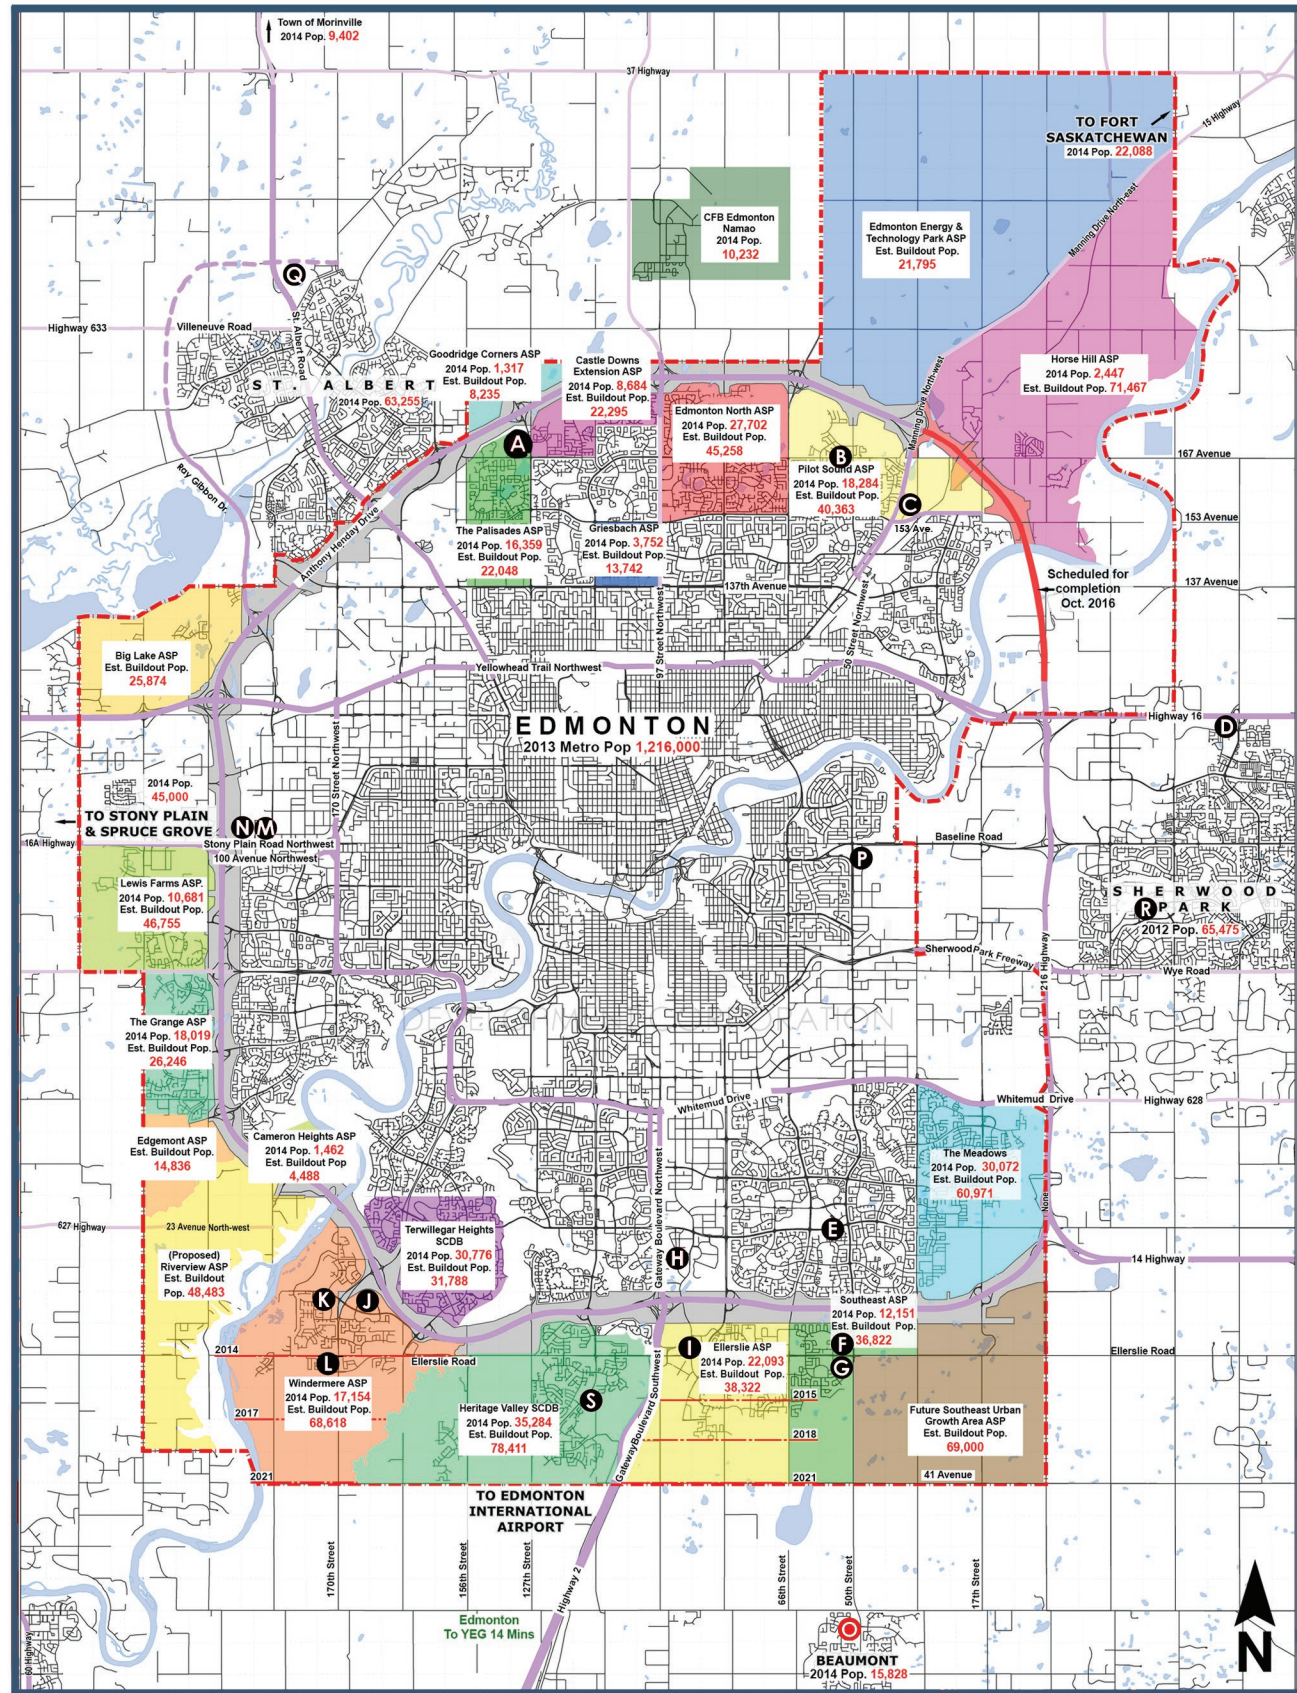 Town of Morinville
2014 Pop. 9,402
37 Highway
15 Highway
TO FORT
SASKATCHEWAN
2014 Pop. 22,088
Manning Drive North-east
CFB Edmonton
Namao
2014 Pop.
10,232
Edmonton Energy &
Technology Park ASP
Est. Buildout Pop.
21,795
Q
Highway 633
Villeneuve Road
St. Albert Road
ST. ALBERT
2014 Pop. 63,255
Goodridge Corners ASP
2014 Pop. 1,317
Est. Buildout Pop.
8,235
Castle Downs
Extension ASP
2014 Pop. 8,684
Est. Buildout Pop.
22,295
Manning Drive North-west
Horse Hill ASP
2014 Pop. 2,447
Est. Buildout Pop.
71,467
Edmonton North ASP
2014 Pop. 27,702
Est. Buildout Pop.
45,258
A
B
Pilot Sound ASP
2014 Pop. 18,284
Est. Buildout Pop.
40,363
C
153 Ave.
167 Avenue
153 Avenue
137 Avenue
Ray Gibbon Dr.
Anthony Henday Drive
The Palisades ASP
2014 Pop. 16,359
Est. Buildout Pop.
22,048
Griesbach ASP
2014 Pop. 3,752
Est. Buildout Pop
13,742
137th Avenue
Scheduled for
completion
Oct. 2016
97 Street Northwest
50 Street Northwest
Big Lake ASP
Est. Buildout Pop.
25,874
Yellowhead Trail Northwest
EDMONTON
2013 Metro Pop 1,216,000
Highway 16
D
170 Street Northwest
2014 Pop.
45,000
TO STONY PLAIN
& SPRUCE GROVE
N
M
16A Highway
Stony Plain Road Northwest
100 Avenue Northwest
Baseline Road
P
Lewis Farms ASP.
2014 Pop. 10,681
Est. Buildout Pop.
46,755
SHERWOOD
R
PARK
2012 Pop. 65,475
Sherwood Park Freeway
216 Highway
Wye Road
The Grange ASP
2014 Pop. 18,019
Est. Buildout Pop.
26,246
DEVELOPMENT CORPORATION
Whitemud Drive
Whitemud Drive
Highway 628
Edgemont ASP
Est. Buildout Pop.
14,836
Cameron Heights ASP
2014 Pop. 1,462
Est. Buildout Pop
4,488
The Meadows
2014 Pop. 30,072
Est. Buildout Pop.
60,971
None
627 Highway
23 Avenue North-west
Terwillegar Heights
SCDB
2014 Pop. 30,776
Est. Buildout Pop.
31,788
Gateway Boulevard Northwest
E
H
14 Highway
(Proposed)
Riverview ASP
Est. Buildout
Pop. 48,483
K
J
Southeast ASP
2014 Pop. 12,151
Est. Buildout Pop.
36,822
F
G
2014
Ellerslie Road
Ellerslie Road
L
I
Ellerslie ASP
2014 Pop. 22,093
Est. Buildout Pop.
38,322
Windermere ASP
2014 Pop. 17,154
Est. Buildout Pop.
68,618
S
Gateway Boulevard Southwest
2015
2017
Heritage Valley SCDB
2014 Pop. 35,284
Est. Buildout Pop.
78,411
2018
Future Southeast Urban
Growth Area ASP
Est. Buildout Pop.
69,000
2021
2021
41 Avenue
TO EDMONTON
INTERNATIONAL
AIRPORT
170th Street
156th Street
127th Street
Highway 2
66th Street
50th Street
17th Street
Edmonton
To YEG 14 Mins
60 Highway
O
BEAUMONT
2014 Pop. 15,828
N